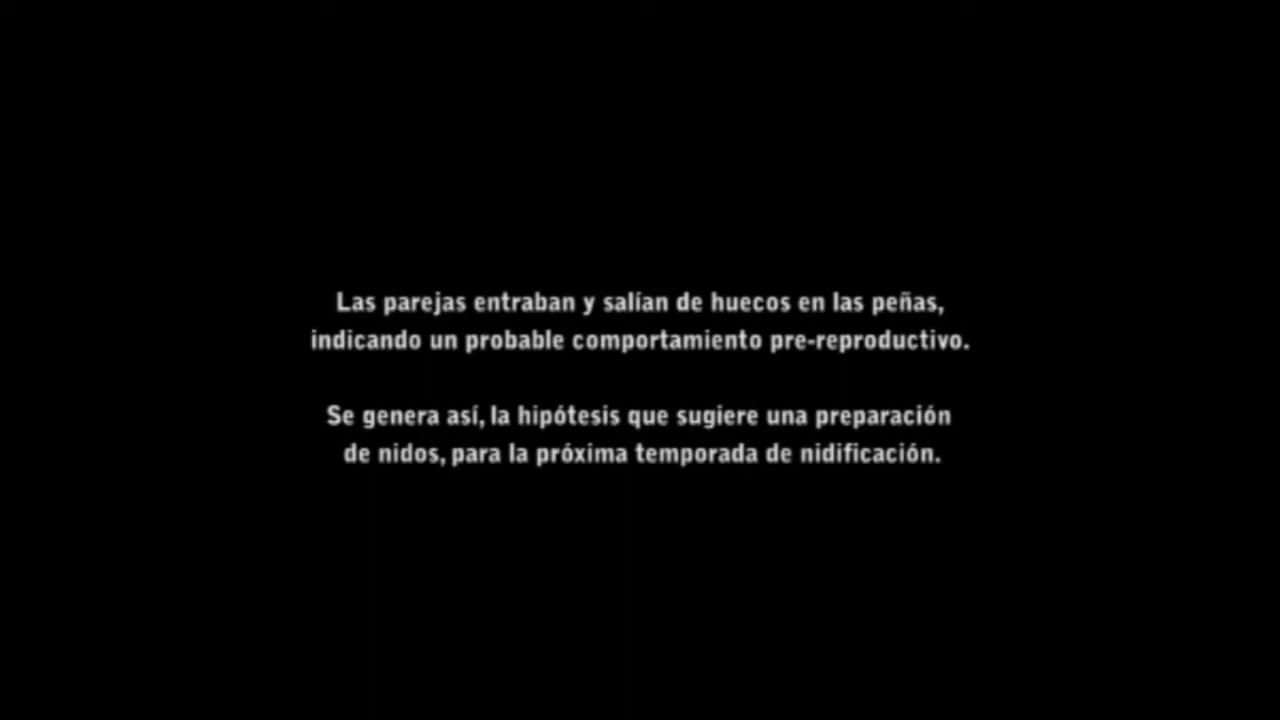 Las parejas entraban y salían de huecos en las peñas,
indicando un probable comportamiento pre-reproductivo.
Se genera así, la hipótesis que sugiere una preparación
de nidos, para la próxima temporada de nidificación.